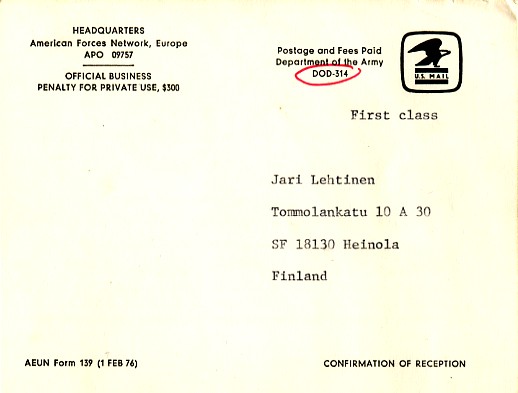 HEADQUARTERS
American Forces Network, Europe
APO 09757
OFFICIAL BUSINESS
PENALTY FOR PRIVATE USE, $300
Postage and Fees Paid
Department of the Army
DOD-314
U.S. MAIL
First class
Jari Lehtinen
Tommolankatu 10 A 30
SF 18130 Heinola
Finland
AEUN Form 139 (1 FEB 76)
CONFIRMATION OF RECEPTION